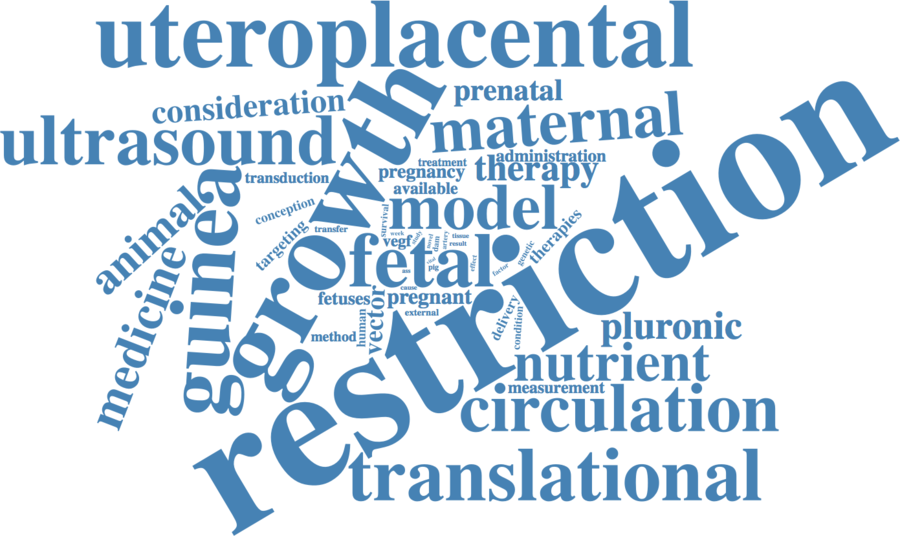 uteroplacental
growth
prenatal
consideration
restriction
ultrasound
maternal
administration
treatment
pregnancy
therapy
transduction
available
animal
guinea
model
conception
survival
therapies
transfer
targeting
vegf
week
study
novel
dam
artery
tissue
result
fetal
genetic
effect
factor
pig
aim
cause
medicine
fetuses
pregnant
vector
external
human
method
delivery
condition
pluronic
nutrient
measurement
circulation
translational